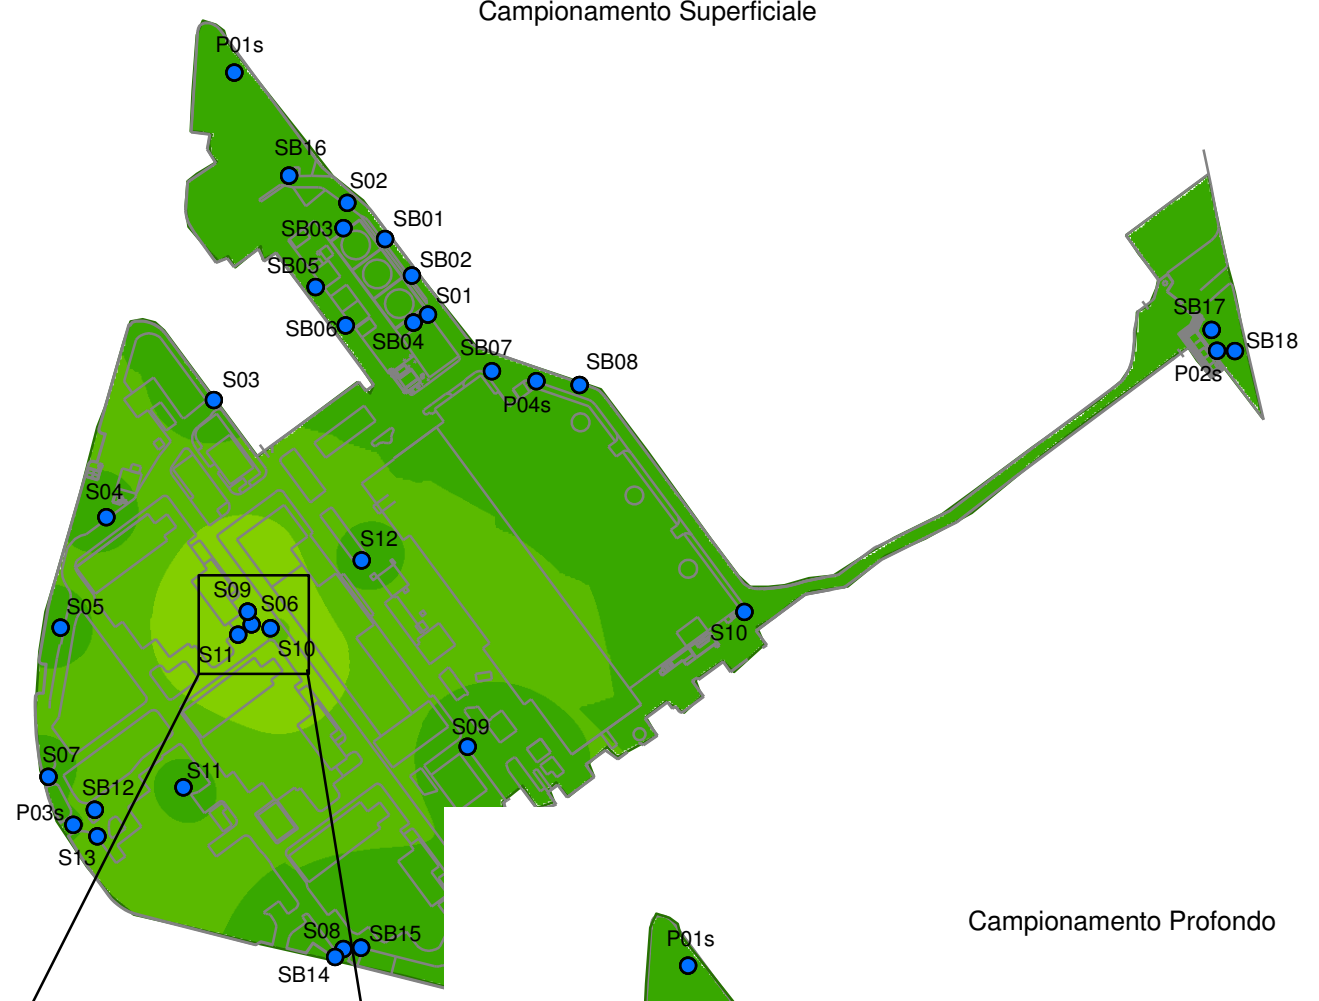 Campionamento Superficiale
P01s
SB16
S02
SB03
SB01
SB05
SB02
S01
SB06
SB04
SB07
SB08
P04s
SB17
SB18
P02s
S03
S04
S12
S05
S09
S06
S11
S10
S10
S09
S07
S11
SB12
P03s
S13
S08
SB15
SB14
Campionamento Profondo
P01s